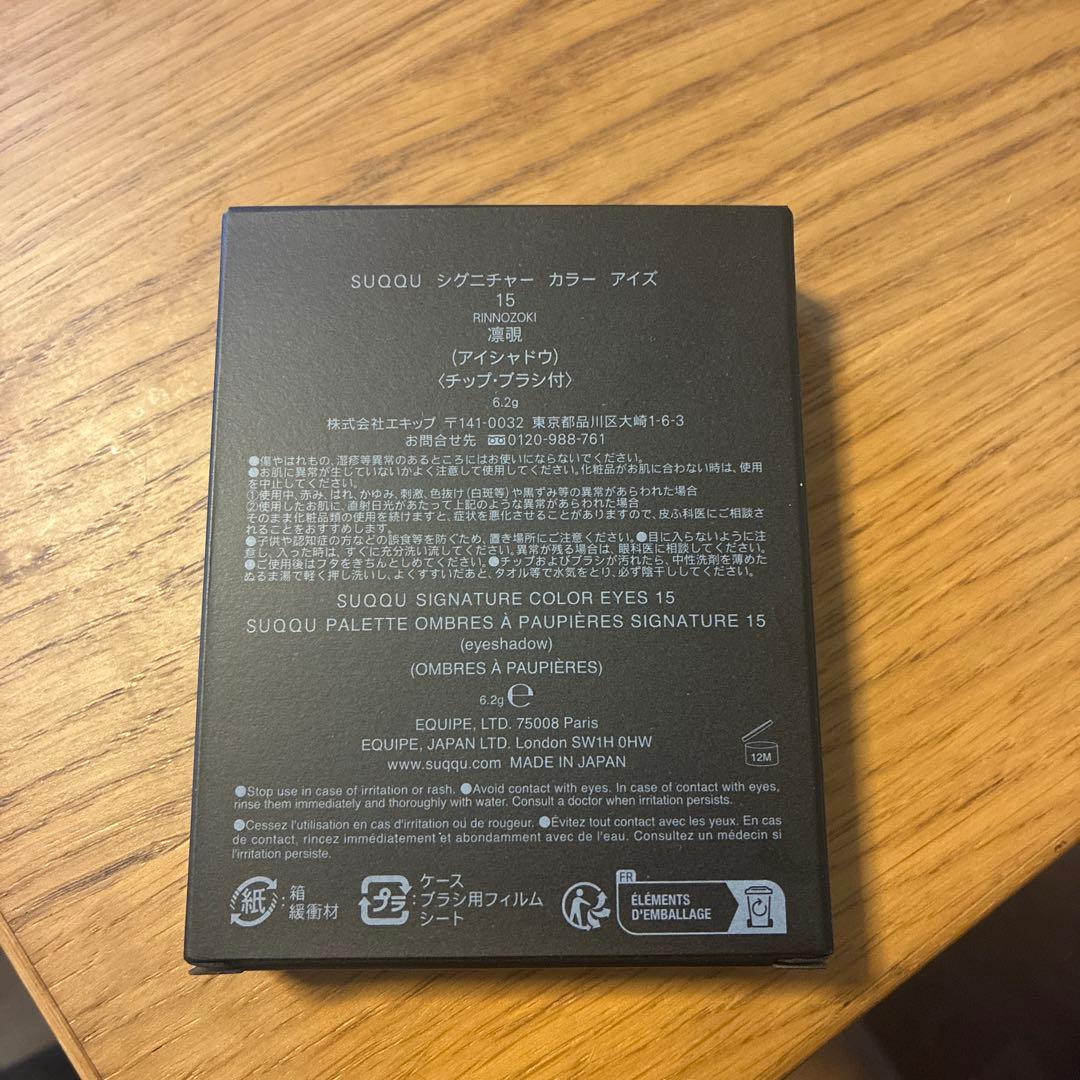 SUQQU シグニチャー カラー アイズ
15
RINNOZOKI
凛覗
(アイシャドウ)
〈チップ・ブラシ付〉
6.2g
株式会社エキップ 〒141-0032 東京都品川区大崎1-6-3
お問合せ先 0120-988-761
●傷やはれもの、湿疹等異常のあるところにはお使いにならないでください。
●お肌に異常が生じていないかよく注意して使用してください。化粧品がお肌に合わない時は、使用
を中止してください。
①使用中、赤み、はれ、かゆみ、刺激、色抜け(白斑等)や黒ずみ等の異常があらわれた場合
②使用したお肌に、直射日光があたって上記のような異常があらわれた場合
そのまま化粧品類の使用を続けますと、症状を悪化させることがありますので、皮ふ科医にご相談さ
れることをおすすめします。
●子供や認知症の方などの誤食等を防ぐため、置き場所にご注意ください。●目に入らないように注
意し、入った時は、すぐに充分洗い流してください。異常が残る場合は、眼科医に相談してください。
●ご使用後はフタをきちんとしめてください。●チップおよびブラシが汚れたら、中性洗剤を薄めた
ぬるま湯で軽く押し洗いし、よくすすいだあと、タオル等で水気をとり、必ず陰干ししてください。
SUQQU SIGNATURE COLOR EYES 15
SUQQU PALETTE OMBRES À PAUPIÈRES SIGNATURE 15
(eyeshadow)
(OMBRES À PAUPIÈRES)
6.2g ℮
EQUIPE, LTD. 75008 Paris
EQUIPE, JAPAN LTD. London SW1H 0HW
www.suqqu.com MADE IN JAPAN
12M
●Stop use in case of irritation or rash. ●Avoid contact with eyes. In case of contact with eyes,
rinse them immediately and thoroughly with water. Consult a doctor when irritation persists.
●Cessez l'utilisation en cas d'irritation ou de rougeur. ●Évitez tout contact avec les yeux. En cas
de contact, rincez immédiatement et abondamment avec de l'eau. Consultez un médecin si
l'irritation persiste.
紙 : 箱
緩衝材
プラ : ケース
ブラシ用フィルム
シート
FR
ÉLÉMENTS
D'EMBALLAGE